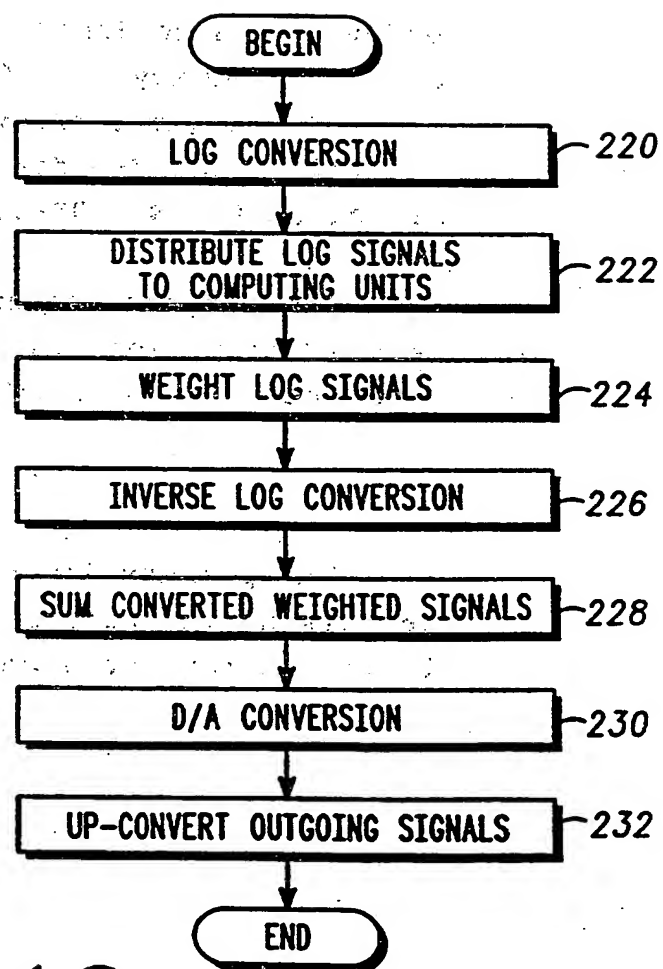 BEGIN
LOG CONVERSION
220
DISTRIBUTE LOG SIGNALS
TO COMPUTING UNITS
222
WEIGHT LOG SIGNALS
224
INVERSE LOG CONVERSION
226
SUM CONVERTED WEIGHTED SIGNALS
228
D/A CONVERSION
230
UP-CONVERT OUTGOING SIGNALS
232
END